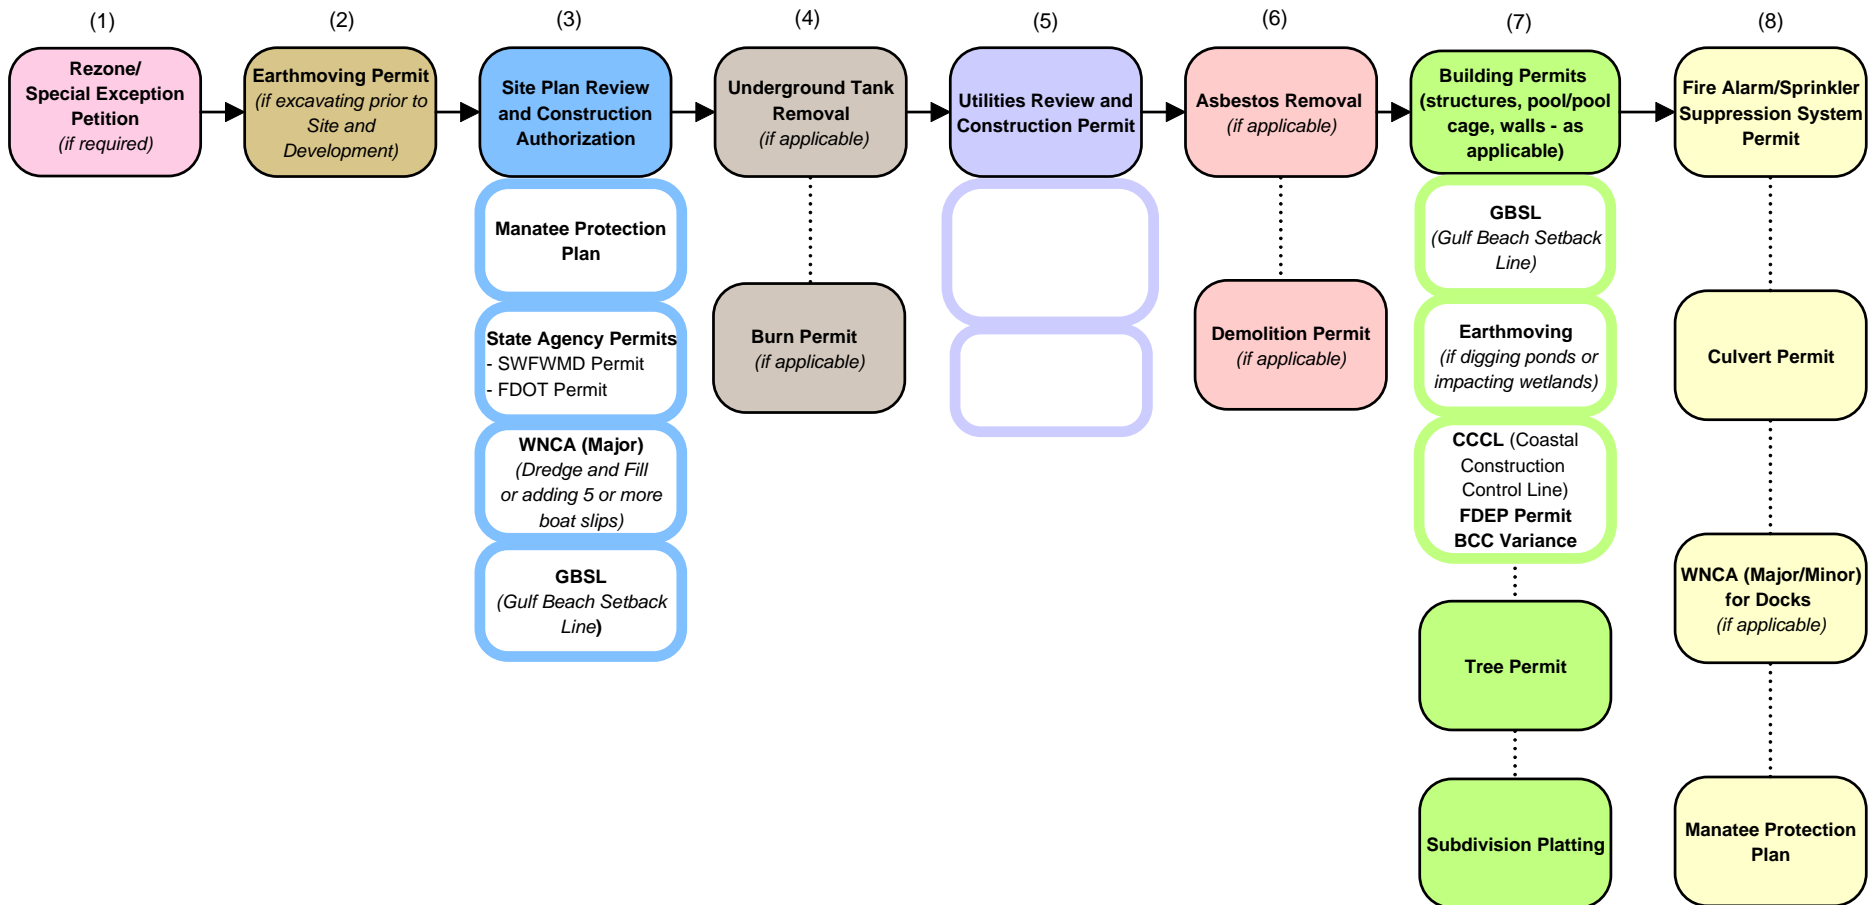 (1)
(2)
(3)
(4)
(5)
(6)
(7)
(8)
Rezone/
Special Exception
Petition
(if required)
Earthmoving Permit
(if excavating prior to
Site and
Development)
Site Plan Review
and Construction
Authorization
Underground Tank
Removal
(if applicable)
Utilities Review and
Construction Permit
Asbestos Removal
(if applicable)
Building Permits
(structures, pool/pool
cage, walls - as
applicable)
Fire Alarm/Sprinkler
Suppression System
Permit
Manatee Protection
Plan
State Agency Permits
- SWFWMD Permit
- FDOT Permit
WNCA (Major)
(Dredge and Fill
or adding 5 or more
boat slips)
GBSL
(Gulf Beach Setback
Line)
Burn Permit
(if applicable)
Demolition Permit
(if applicable)
GBSL
(Gulf Beach Setback
Line)
Earthmoving
(if digging ponds or
impacting wetlands)
CCCL (Coastal
Construction
Control Line)
FDEP Permit
BCC Variance
Tree Permit
Subdivision Platting
Culvert Permit
WNCA (Major/Minor)
for Docks
(if applicable)
Manatee Protection
Plan